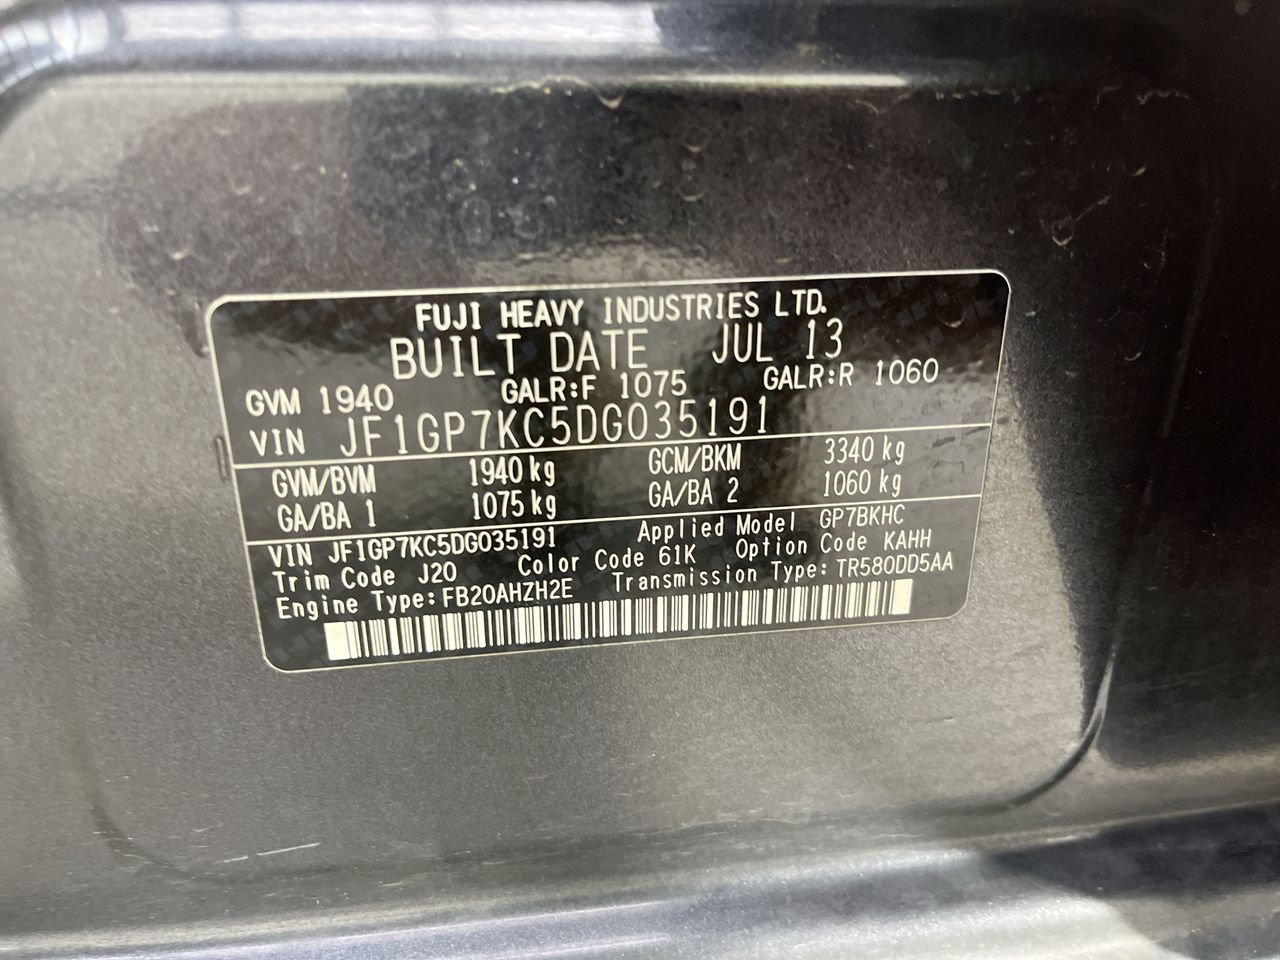 FUJI HEAVY INDUSTRIES LTD.
BUILT DATE JUL 13
GVM 1940 GALR:F 1075 GALR:R 1060
VIN JF1GP7KC5DG035191
GVM/BVM 1940 kg GCM/BKM 3340 kg
GA/BA 1 1075 kg GA/BA 2 1060 kg
VIN JF1GP7KC5DG035191 Applied Model GP7BKHC
Trim Code J20 Color Code 61K Option Code KAHH
Engine Type:FB20AHZH2E Transmission Type:TR580DD5AA